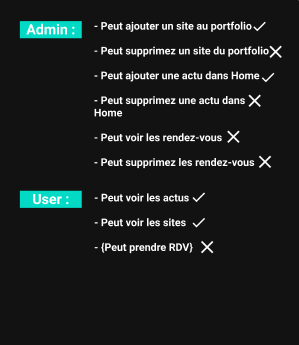 Admin :
- Peut ajouter un site au portfolio
- Peut supprimez un site du portfolio
- Peut ajouter une actu dans Home
- Peut supprimez une actu dans
Home
- Peut voir les rendez-vous
- Peut supprimez les rendez-vous
User :
- Peut voir les actus
- Peut voir les sites
- {Peut prendre RDV}